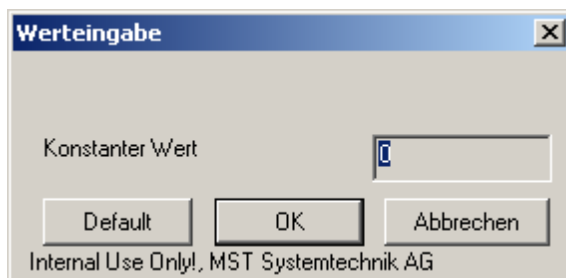 Werteingabe
Konstanter Wert 0
Default OK Abbrechen
Internal Use Only!, MST Systemtechnik AG